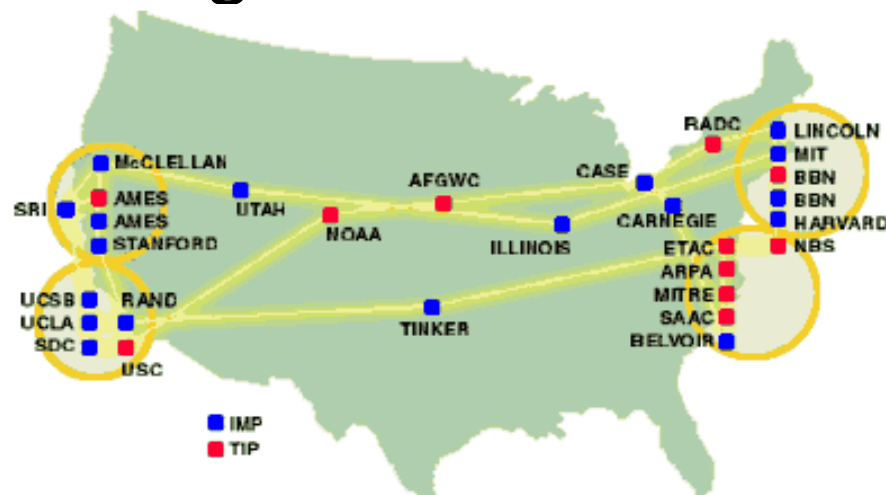 McCLELLAN
SRI
AMES
AMES
STANFORD
UTAH
NOAA
AFGWC
ILLINOIS
CASE
CARNEGIE
RADC
LINCOLN
MIT
BBN
BBN
HARVARD
NBS
ETAC
ARPA
MITRE
SAAC
BELVOIR
UCSB
RAND
UCLA
SDC
USC
TINKER
IMP
TIP